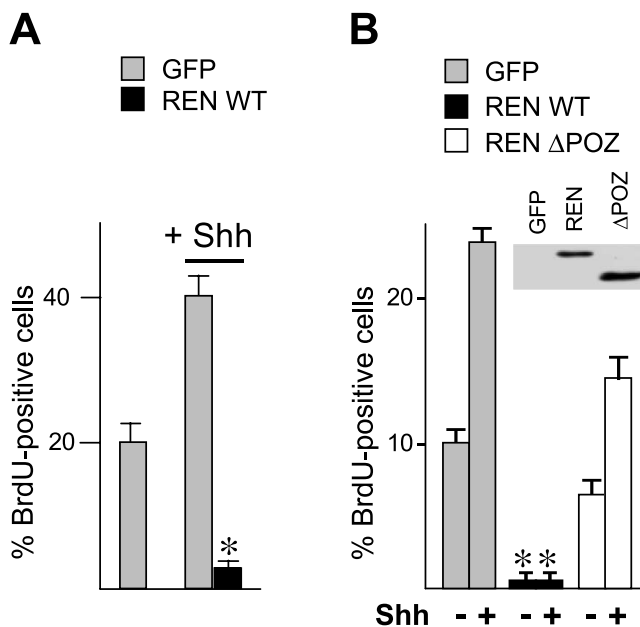 A
GFP
REN WT
+ Shh
% BrdU-positive cells
40
20
*
B
GFP
REN WT
REN ΔPOZ
GFP
REN
ΔPOZ
% BrdU-positive cells
20
10
* *
Shh - + - + - +